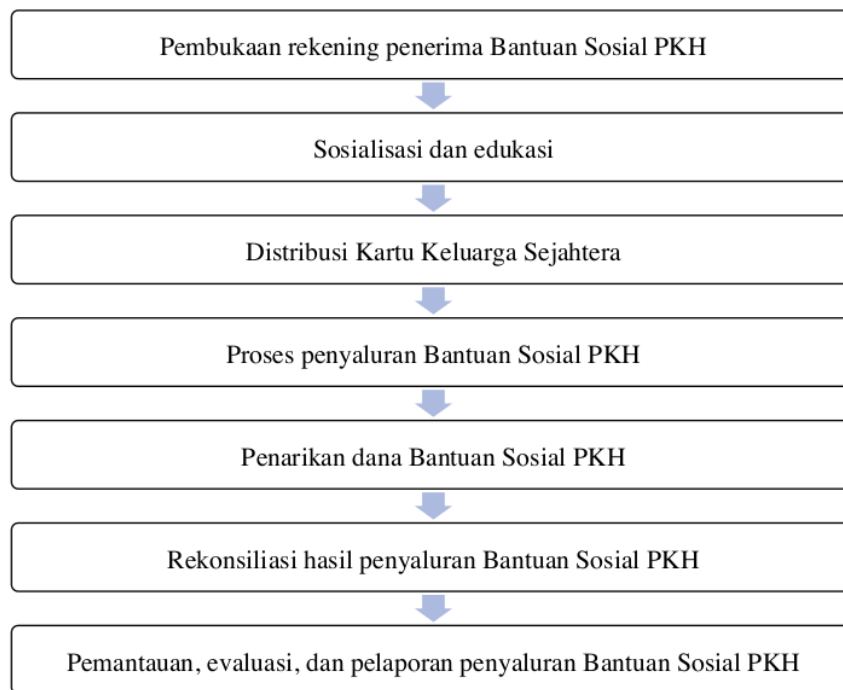 Pembukaan rekening penerima Bantuan Sosial PKH
Sosialisasi dan edukasi
Distribusi Kartu Keluarga Sejahtera
Proses penyaluran Bantuan Sosial PKH
Penarikan dana Bantuan Sosial PKH
Rekonsiliasi hasil penyaluran Bantuan Sosial PKH
Pemantauan, evaluasi, dan pelaporan penyaluran Bantuan Sosial PKH